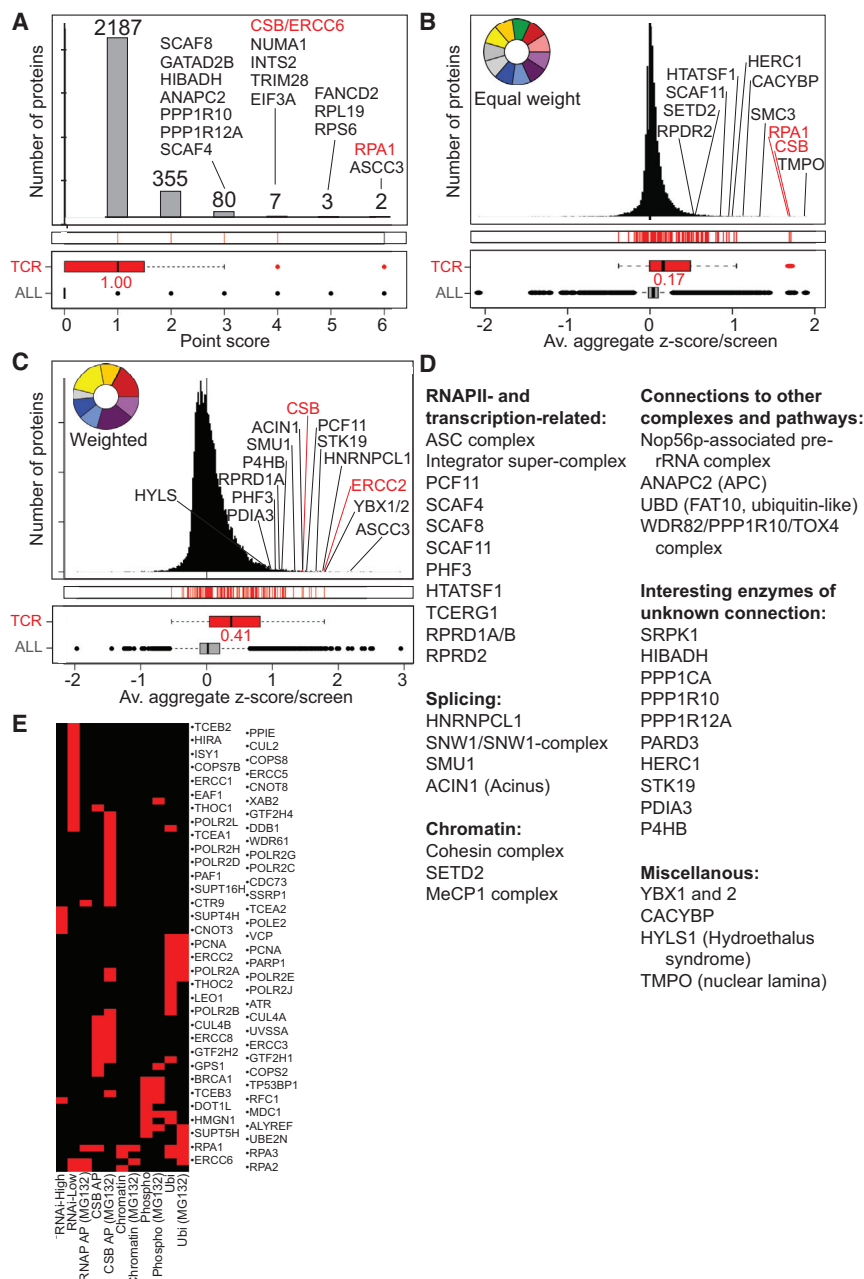 A
Number of proteins
2187
355
80
7
3
2
SCAF8
GATAD2B
HIBADH
ANAPC2
PPP1R10
PPP1R12A
SCAF4
CSB/ERCC6
NUMA1
INTS2
TRIM28
EIF3A
FANCD2
RPL19
RPS6
RPA1
ASCC3
TCR
1.00
ALL
0 1 2 3 4 5 6
Point score
B
Number of proteins
Equal weight
HTATSF1
SCAF11
SETD2
RPDR2
HERC1
CACYBP
SMC3
RPA1
CSB
TMPO
TCR
0.17
ALL
-2 -1 0 1 2
Av. aggregate z-score/screen
C
Number of proteins
Weighted
HYLS
ACIN1
SMU1
P4HB
RPRD1A
PHF3
PDIA3
CSB
PCF11
STK19
HNRNPCL1
ERCC2
YBX1/2
ASCC3
TCR
0.41
ALL
-2 -1 0 1 2 3
Av. aggregate z-score/screen
D
RNAPII- and
transcription-related:
ASC complex
Integrator super-complex
PCF11
SCAF4
SCAF8
SCAF11
PHF3
HTATSF1
TCERG1
RPRD1A/B
RPRD2
Splicing:
HNRNPCL1
SNW1/SNW1-complex
SMU1
ACIN1 (Acinus)
Chromatin:
Cohesin complex
SETD2
MeCP1 complex
Connections to other
complexes and pathways:
Nop56p-associated pre-
rRNA complex
ANAPC2 (APC)
UBD (FAT10, ubiquitin-like)
WDR82/PPP1R10/TOX4
complex
Interesting enzymes of
unknown connection:
SRPK1
HIBADH
PPP1CA
PPP1R10
PPP1R12A
PARD3
HERC1
STK19
PDIA3
P4HB
Miscellanous:
YBX1 and 2
CACYBP
HYLS1 (Hydroethalus
syndrome)
TMPO (nuclear lamina)
E
•TCEB2
•HIRA
•ISY1
•COPS7B
•ERCC1
•EAF1
•THOC1
•POLR2L
•TCEA1
•POLR2H
•POLR2D
•PAF1
•SUPT16H
•CTR9
•SUPT4H
•CNOT3
•PCNA
•ERCC2
•POLR2A
•THOC2
•LEO1
•POLR2B
•CUL4B
•ERCC8
•GTF2H2
•GPS1
•BRCA1
•TCEB3
•DOT1L
•HMGN1
•SUPT5H
•RPA1
•ERCC6
•PPIE
•CUL2
•COPS8
•ERCC5
•CNOT8
•XAB2
•GTF2H4
•DDB1
•WDR61
•POLR2G
•POLR2C
•CDC73
•SSRP1
•TCEA2
•POLE2
•VCP
•PCNA
•PARP1
•POLR2E
•POLR2J
•ATR
•CUL4A
•UVSSA
•ERCC3
•GTF2H1
•COPS2
•TP53BP1
•RFC1
•MDC1
•ALYREF
•UBE2N
•RPA3
•RPA2
RNAi-High
RNAi-Low
RNAP AP (MG132)
CSB AP
CSB AP (MG132)
Chromatin
Chromatin (MG132)
Phospho
Phospho (MG132)
Ubi
Ubi (MG132)